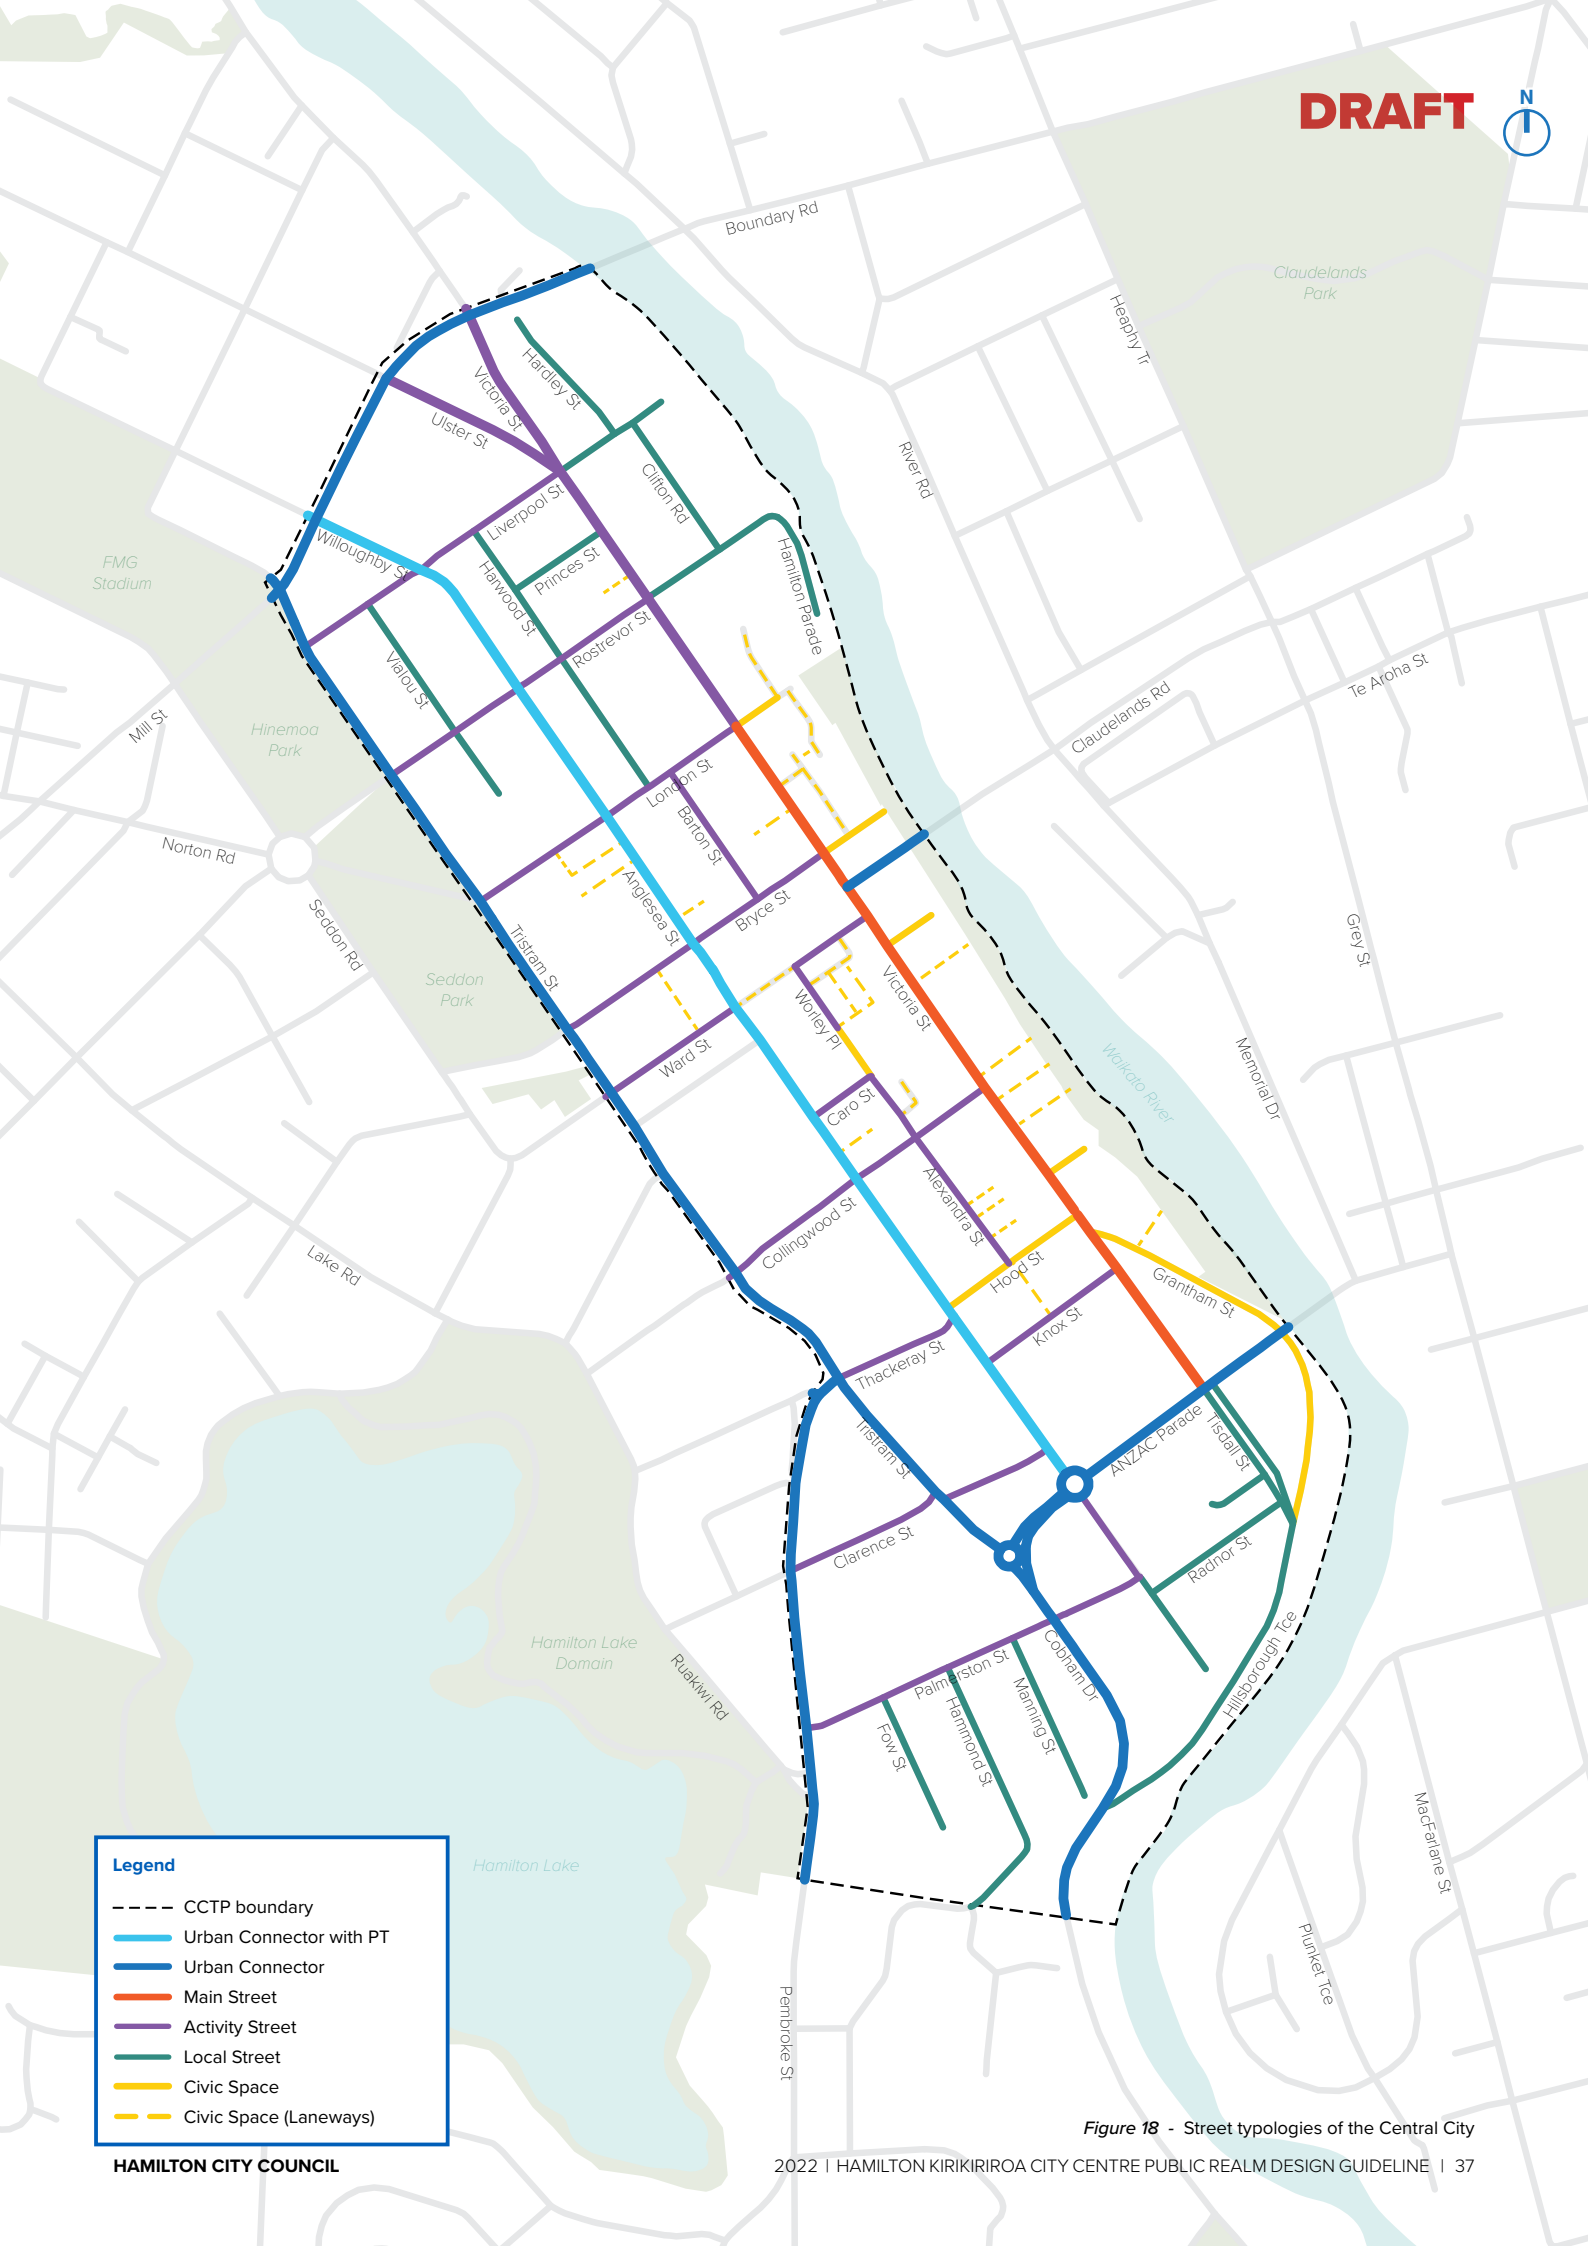 DRAFT
N
Boundary Rd
Claudelands
Park
Heaphy Tr
Hardley St
Victoria St
Ulster St
River Rd
Clifton Rd
Liverpool St
Willoughby St
Princes St
Harwood St
Hamilton Parade
FMG
Stadium
Rostrevor St
Vialou St
Te Aroha St
Claudelands Rd
Mill St
Hinemoa
Park
London St
Barton St
Norton Rd
Anglesea St
Bryce St
Seddon Rd
Tristram St
Grey St
Seddon
Park
Victoria St
Worley Pl
Ward St
Memorial Dr
Waikato River
Caro St
Alexandra St
Collingwood St
Lake Rd
Hood St
Grantham St
Knox St
Thackeray St
Tristram St
ANZAC Parade
Tisdall St
Clarence St
Radnor St
Hamilton Lake
Domain
Ruakiwi Rd
Cobham Dr
Hillsborough Tce
Palmerston St
Manning St
Hammond St
Fow St
MacFarlane St
Hamilton Lake
Plunket Tce
Pembroke St
Legend
CCTP boundary
Urban Connector with PT
Urban Connector
Main Street
Activity Street
Local Street
Civic Space
Civic Space (Laneways)
Figure 18 - Street typologies of the Central City
HAMILTON CITY COUNCIL
2022 | HAMILTON KIRIKIRIROA CITY CENTRE PUBLIC REALM DESIGN GUIDELINE | 37